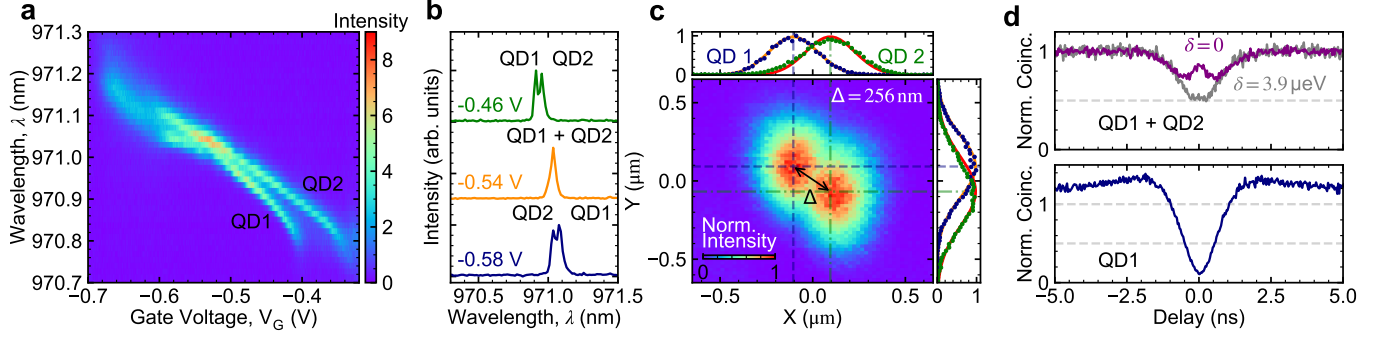 a
Intensity
Wavelength, λ (nm)
971.3
971.2
971.1
971.0
970.9
970.8
970.7
QD2
QD1
−0.7
−0.6
−0.5
−0.4
Gate Voltage, V_G (V)
8
7
6
5
4
3
2
1
0
b
Intensity (arb. units)
QD1 QD2
-0.46 V
QD1 + QD2
-0.54 V
QD2 QD1
-0.58 V
970.5
971.0
971.5
Wavelength, λ (nm)
c
1
0
QD 1
QD 2
Δ = 256 nm
Y (μm)
0.5
0.0
−0.5
Δ
Norm.
Intensity
0 1
−0.5
0.0
0.5
X (μm)
0 1
d
Norm. Coinc.
1
0
δ = 0
δ = 3.9 μeV
QD1 + QD2
Norm. Coinc.
1
0
QD1
−5.0
−2.5
0.0
2.5
5.0
Delay (ns)